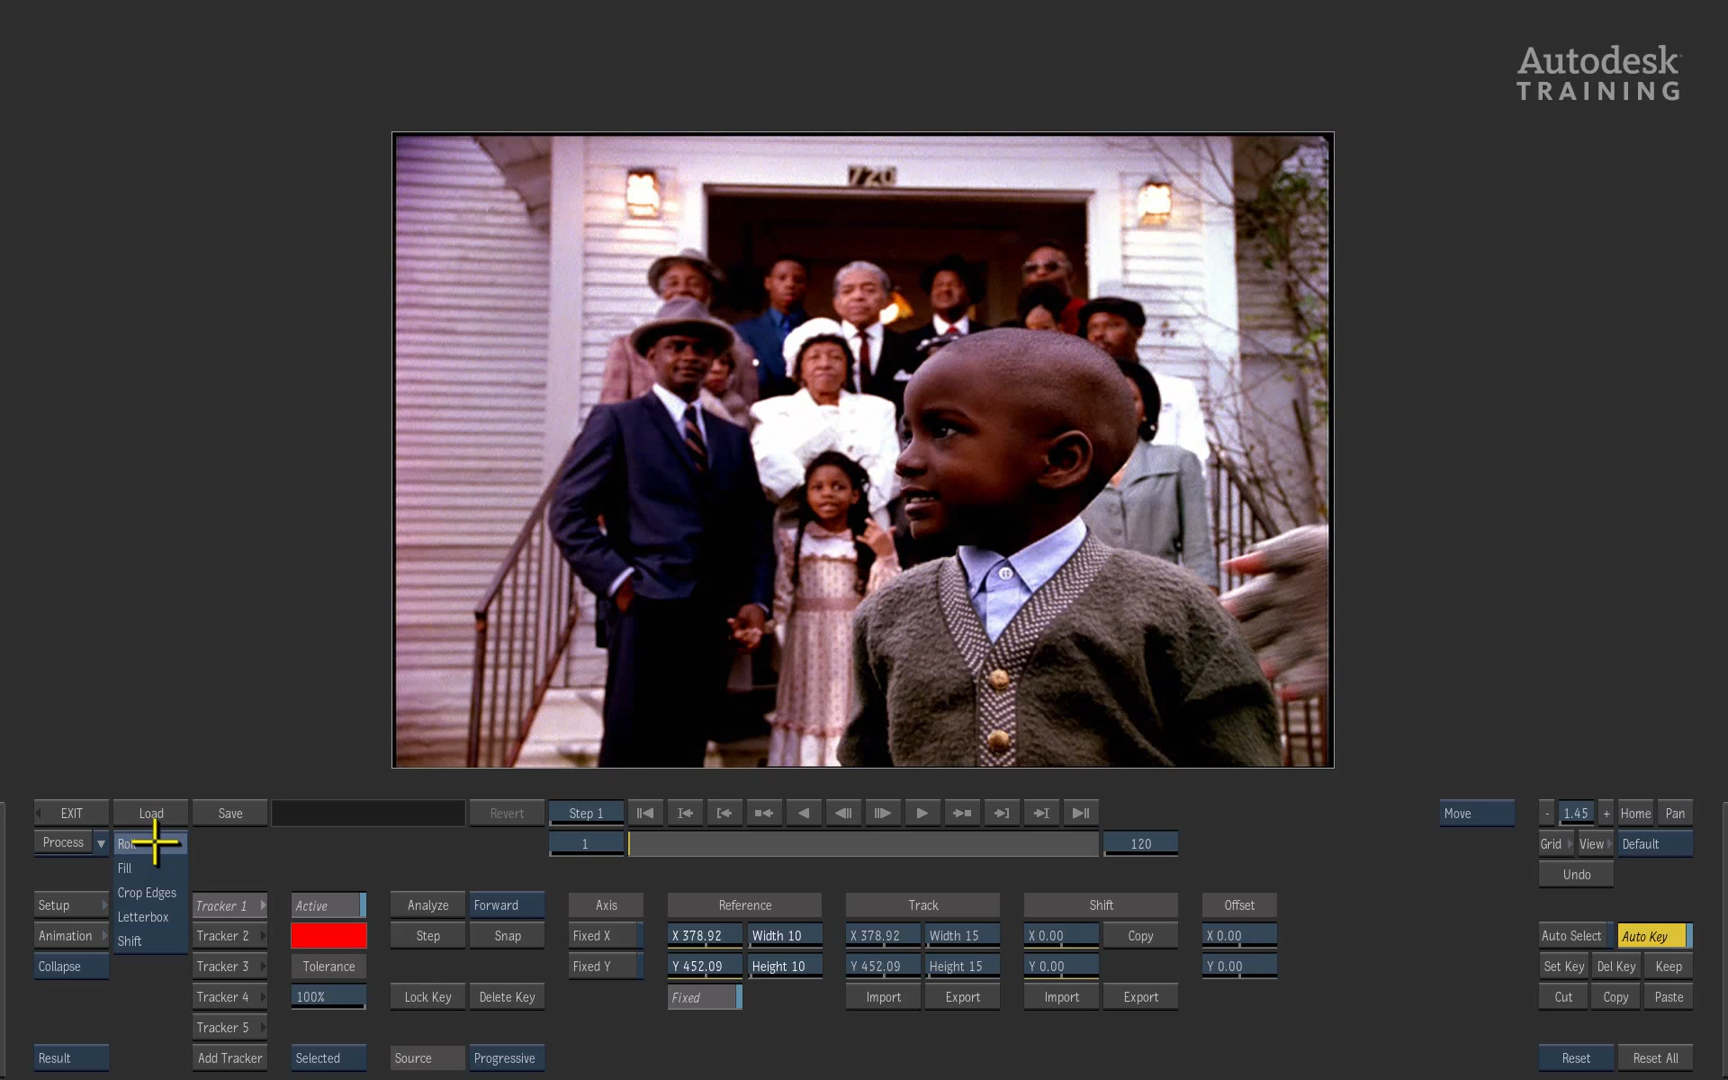 Autodesk
TRAINING
720
EXIT Load Save Revert Step 1 Move - 1.45 + Home Pan
Process 1 120 Grid View Default
Fill Undo
Crop Edges
Setup Tracker 1 Active Analyze Forward Axis Reference Track Shift Offset
Letterbox
Animation Tracker 2 Step Snap Fixed X X 378.92 Width 10 X 378.92 Width 15 X 0.00 Copy X 0.00 Auto Select Auto Key
Shift
Collapse Tracker 3 Tolerance Fixed Y Y 452.09 Height 10 Y 452.09 Height 15 Y 0.00 Y 0.00 Set Key Del Key Keep
Tracker 4 100% Lock Key Delete Key Fixed Import Export Import Export Cut Copy Paste
Tracker 5
Result Add Tracker Selected Source Progressive Reset Reset All